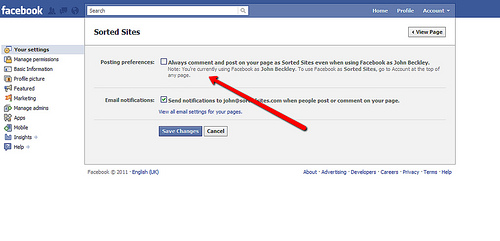 facebook
Search
Home Profile Account
Sorted Sites
View Page
Your settings
Manage permissions
Basic Information
Profile picture
Featured
Marketing
Manage admins
Apps
Mobile
Insights
Help
Posting preferences:
Always comment and post on your page as Sorted Sites even when using Facebook as John Beckley.
Note: You're currently using Facebook as John Beckley. To use Facebook as Sorted Sites, go to Account at the top of
any page.
Email notifications:
Send notifications to john@sortedsites.com when people post or comment on your page.
View all email settings for your pages.
Save Changes Cancel
Facebook © 2011 · English (UK)
About · Advertising · Developers · Careers · Privacy · Terms · Help